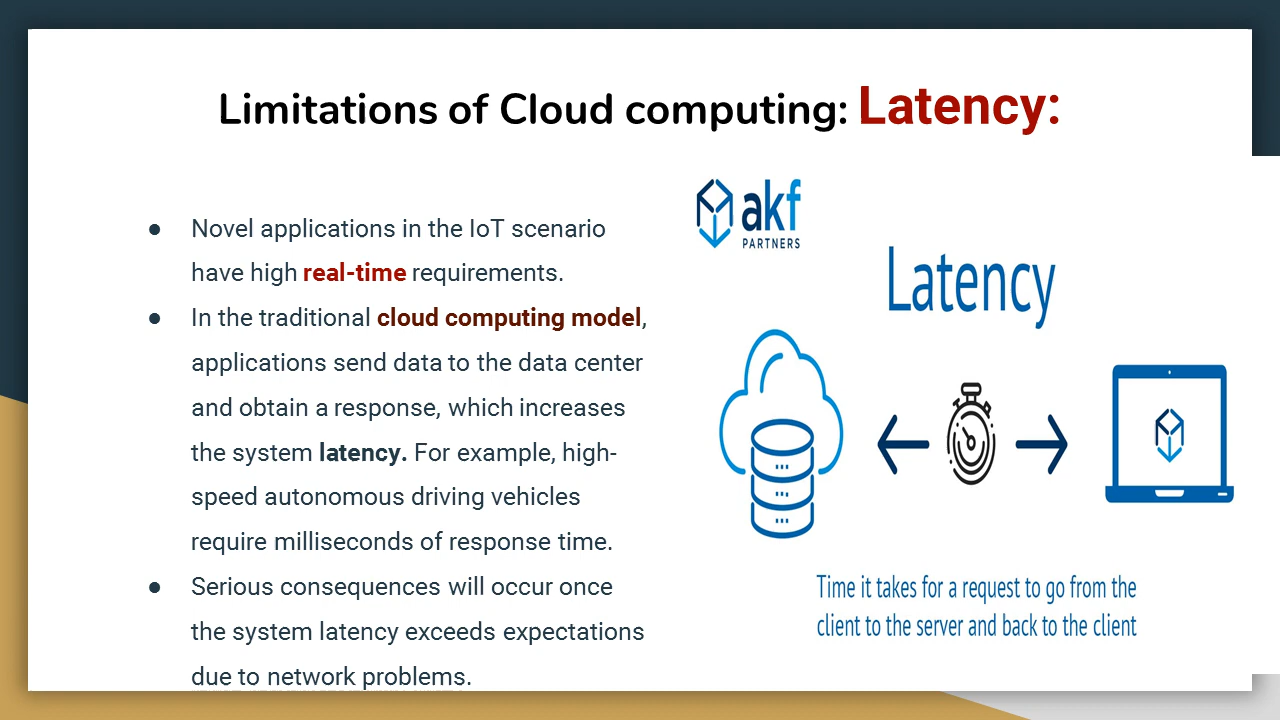 Limitations of Cloud computing: Latency:
● Novel applications in the IoT scenario
have high real-time requirements.
● In the traditional cloud computing model,
applications send data to the data center
and obtain a response, which increases
the system latency. For example, high-
speed autonomous driving vehicles
require milliseconds of response time.
● Serious consequences will occur once
the system latency exceeds expectations
due to network problems.
akf
PARTNERS
Latency
Time it takes for a request to go from the
client to the server and back to the client